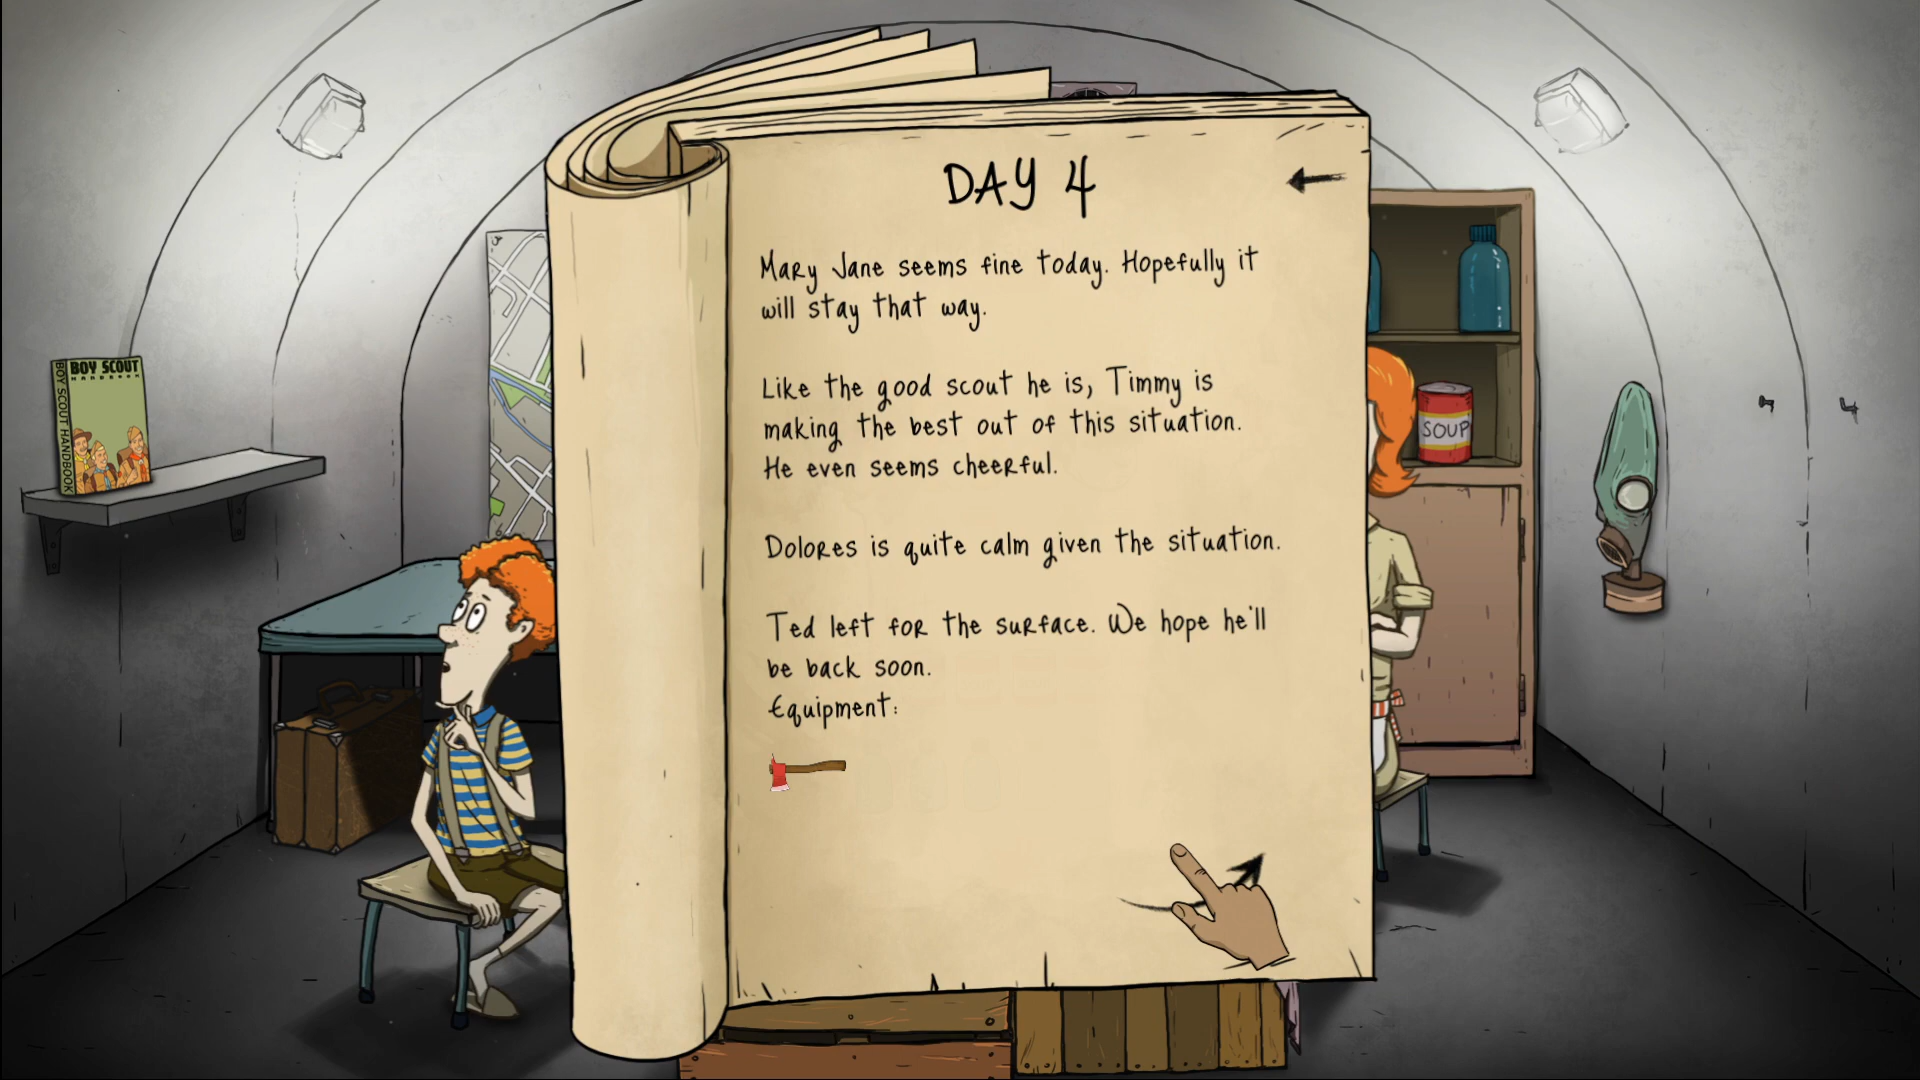 DAY 4
Mary Jane seems fine today. Hopefully it
will stay that way.
Like the good scout he is, Timmy is
making the best out of this situation.
He even seems cheerful.
Dolores is quite calm given the situation.
Ted left for the surface. We hope he'll
be back soon.
Equipment:
BOY SCOUT
HANDBOOK
BOY SCOUT HANDBOOK
SOUP